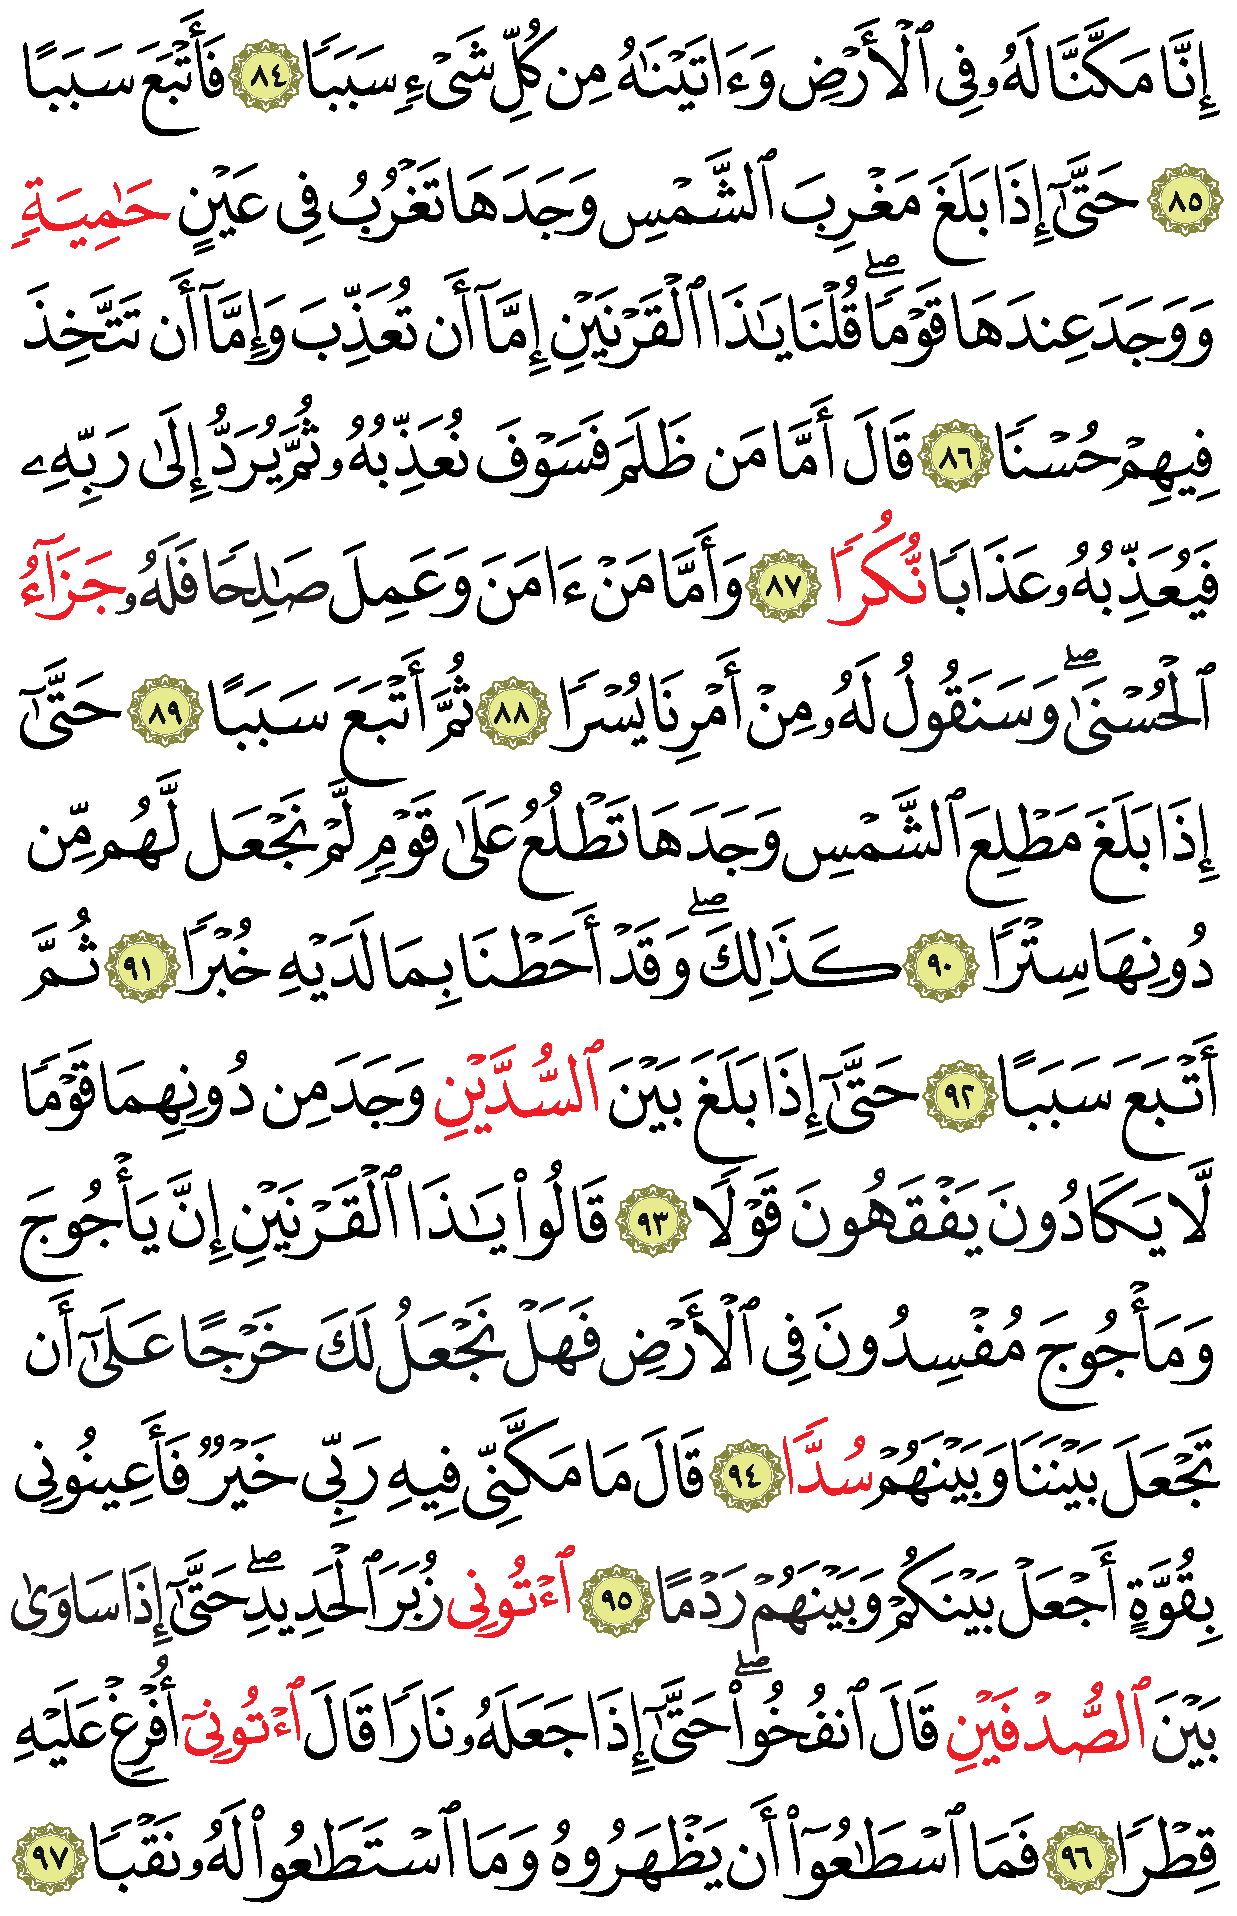 إِنَّا مَكَّنَّا لَهُۥ فِى ٱلْأَرْضِ وَءَاتَيْنَٰهُ مِن كُلِّ شَىْءٍ سَبَبًا ٨٤ فَأَتْبَعَ سَبَبًا
٨٥ حَتَّىٰٓ إِذَا بَلَغَ مَغْرِبَ ٱلشَّمْسِ وَجَدَهَا تَغْرُبُ فِى عَيْنٍ حَٰمِيَةٍ
وَوَجَدَ عِندَهَا قَوْمًا ۖ قُلْنَا يَٰذَا ٱلْقَرْنَيْنِ إِمَّآ أَن تُعَذِّبَ وَإِمَّآ أَن تَتَّخِذَ
فِيهِمْ حُسْنًا ٨٦ قَالَ أَمَّا مَن ظَلَمَ فَسَوْفَ نُعَذِّبُهُۥ ثُمَّ يُرَدُّ إِلَىٰ رَبِّهِۦ
فَيُعَذِّبُهُۥ عَذَابًا نُّكُرًا ٨٧ وَأَمَّا مَنْ ءَامَنَ وَعَمِلَ صَٰلِحًا فَلَهُۥ جَزَآءُ
ٱلْحُسْنَىٰ ۖ وَسَنَقُولُ لَهُۥ مِنْ أَمْرِنَا يُسْرًا ٨٨ ثُمَّ أَتْبَعَ سَبَبًا ٨٩ حَتَّىٰٓ
إِذَا بَلَغَ مَطْلِعَ ٱلشَّمْسِ وَجَدَهَا تَطْلُعُ عَلَىٰ قَوْمٍ لَّمْ نَجْعَل لَّهُم مِّن
دُونِهَا سِتْرًا ٩٠ كَذَٰلِكَ ۖ وَقَدْ أَحَطْنَا بِمَا لَدَيْهِ خُبْرًا ٩١ ثُمَّ
أَتْبَعَ سَبَبًا ٩٢ حَتَّىٰٓ إِذَا بَلَغَ بَيْنَ ٱلسُّدَّيْنِ وَجَدَ مِن دُونِهِمَا قَوْمًا
لَّا يَكَادُونَ يَفْقَهُونَ قَوْلًا ٩٣ قَالُوا۟ يَٰذَا ٱلْقَرْنَيْنِ إِنَّ يَأْجُوجَ
وَمَأْجُوجَ مُفْسِدُونَ فِى ٱلْأَرْضِ فَهَلْ نَجْعَلُ لَكَ خَرْجًا عَلَىٰٓ أَن
تَجْعَلَ بَيْنَنَا وَبَيْنَهُمْ سُدًّا ٩٤ قَالَ مَا مَكَّنِّى فِيهِ رَبِّى خَيْرٌ فَأَعِينُونِى
بِقُوَّةٍ أَجْعَلْ بَيْنَكُمْ وَبَيْنَهُمْ رَدْمًا ٩٥ ٱءْتُونِى زُبَرَ ٱلْحَدِيدِ ۖ حَتَّىٰٓ إِذَا سَاوَىٰ
بَيْنَ ٱلصُّدْفَيْنِ قَالَ ٱنفُخُوا۟ ۖ حَتَّىٰٓ إِذَا جَعَلَهُۥ نَارًا قَالَ ٱءْتُونِىٓ أُفْرِغْ عَلَيْهِ
قِطْرًا ٩٦ فَمَا ٱسْطَٰعُوٓا۟ أَن يَظْهَرُوهُ وَمَا ٱسْتَطَٰعُوا۟ لَهُۥ نَقْبًا ٩٧